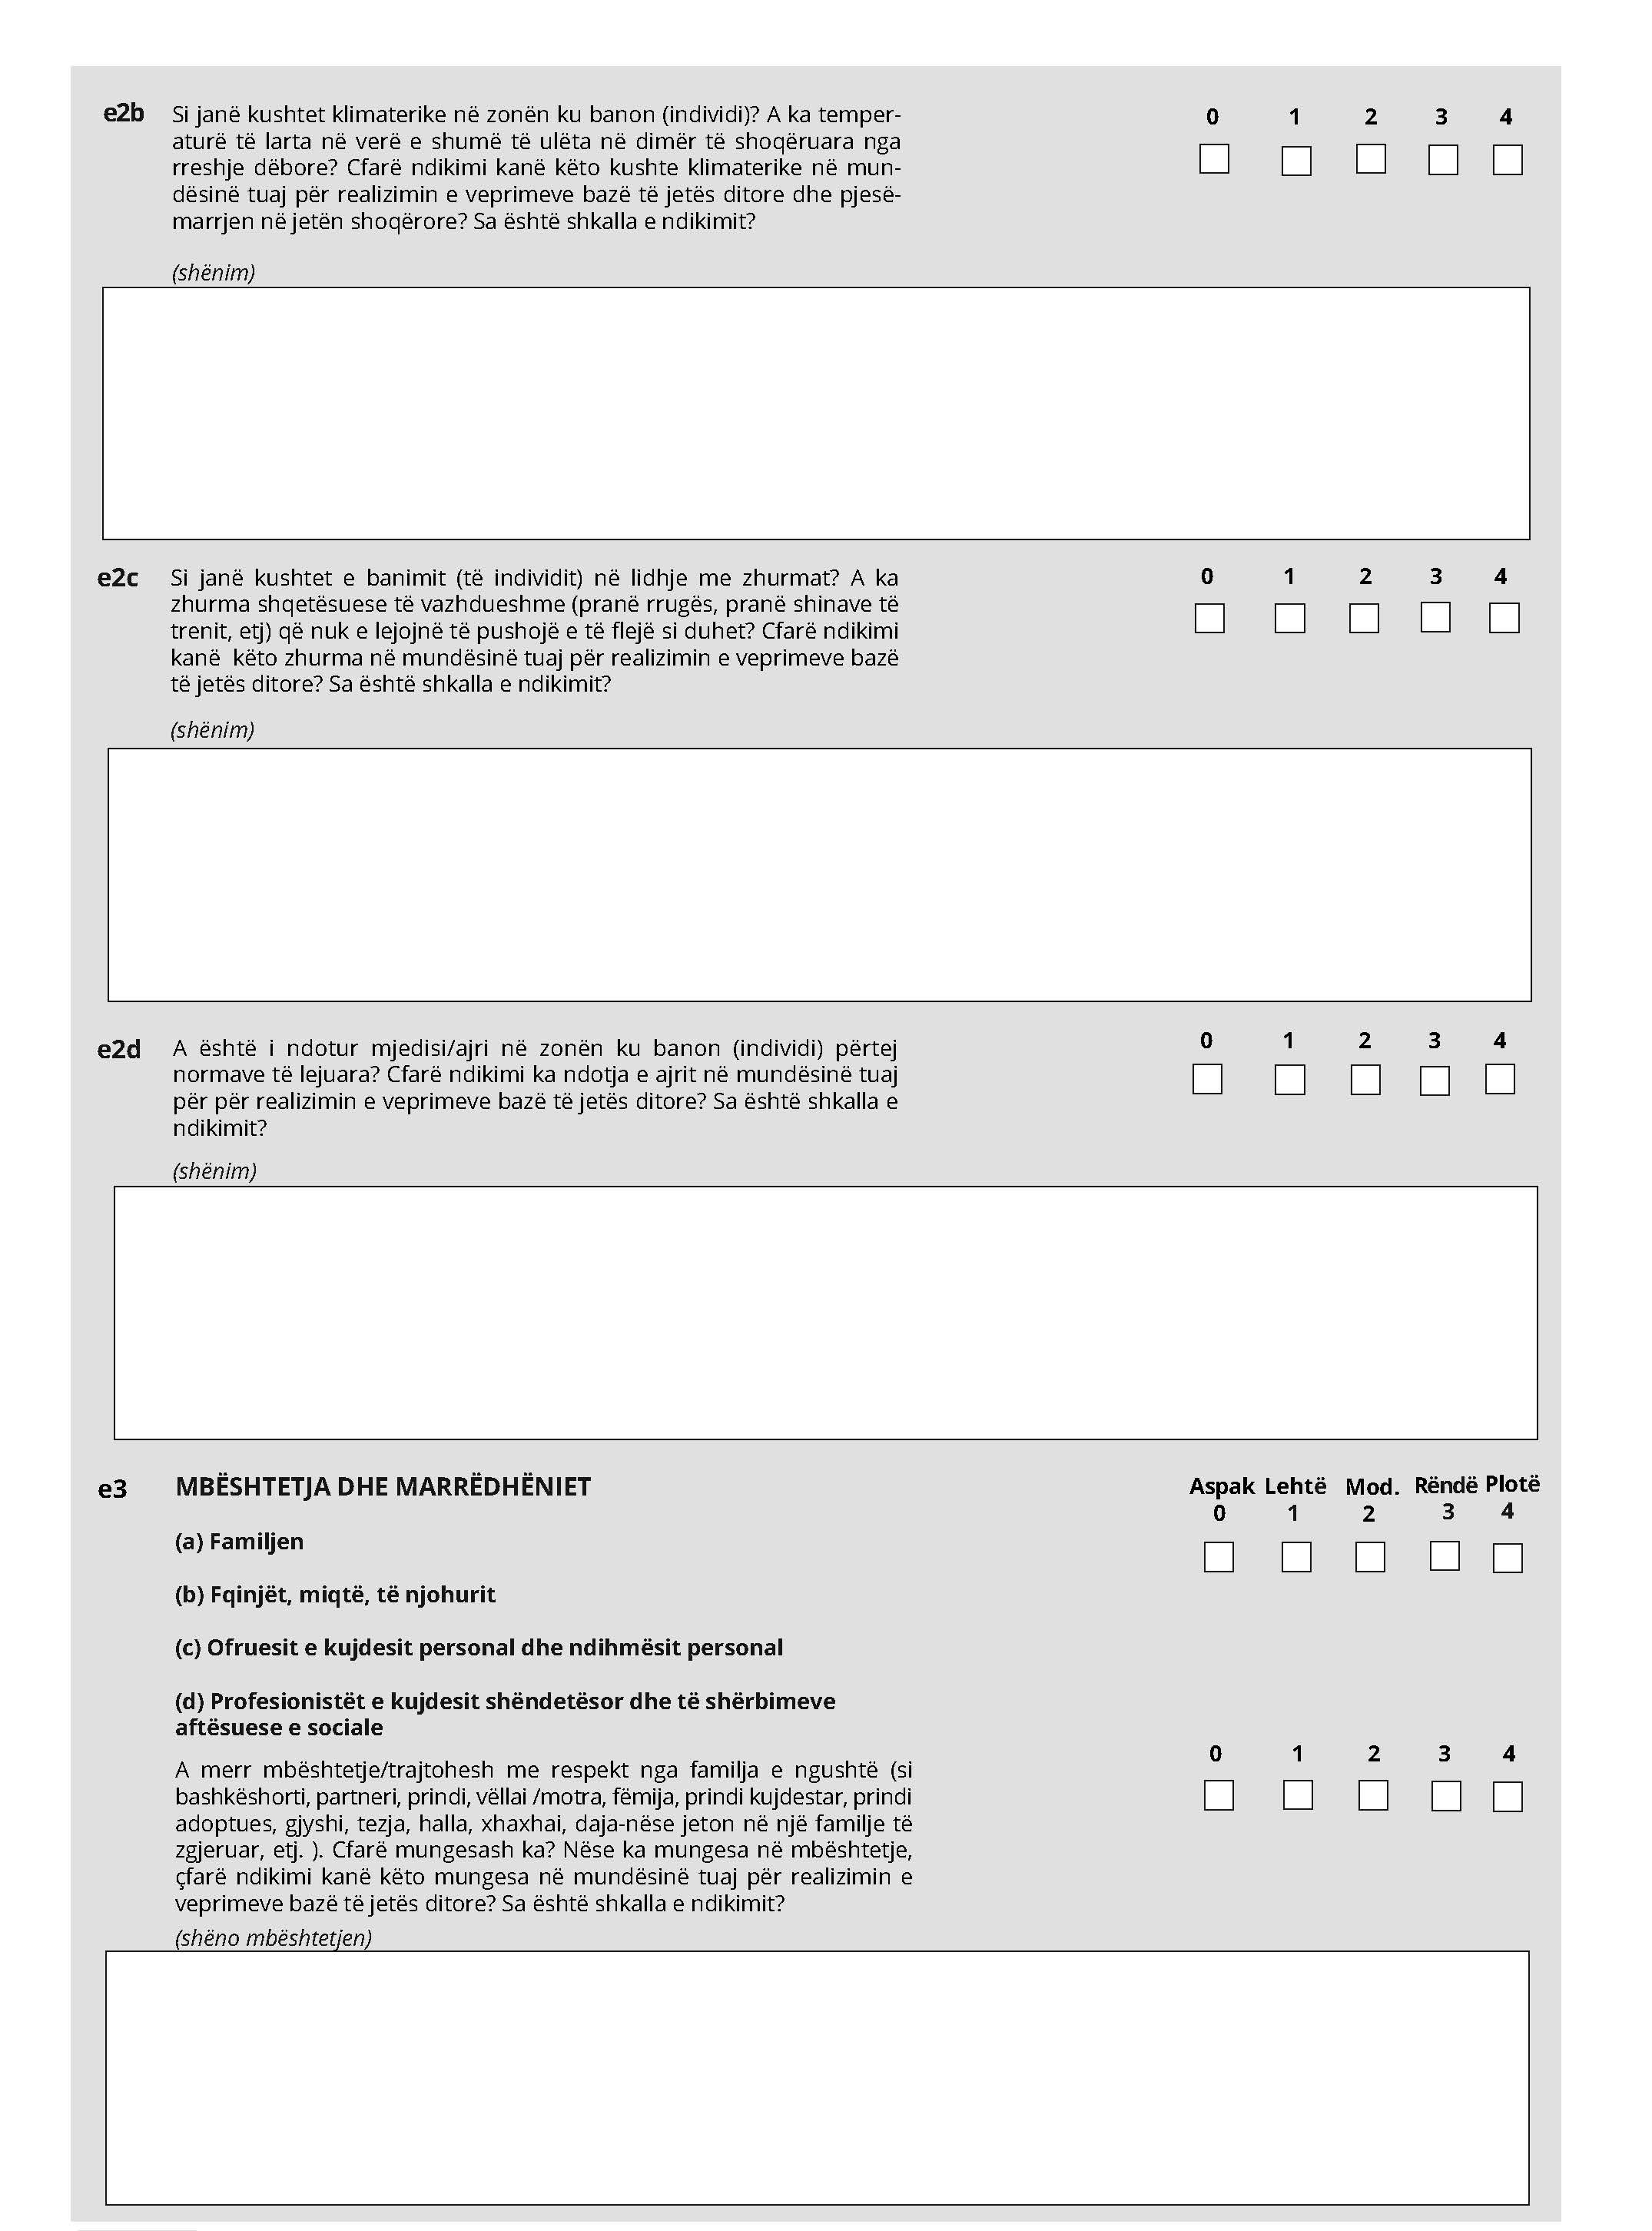 e2b Si janë kushtet klimaterike në zonën ku banon (individi)? A ka temper-
aturë të larta në verë e shumë të ulëta në dimër të shoqëruara nga
rreshje dëbore? Cfarë ndikimi kanë këto kushte klimaterike në mun-
dësinë tuaj për realizimin e veprimeve bazë të jetës ditore dhe pjesë-
marrjen në jetën shoqërore? Sa është shkalla e ndikimit?
0 1 2 3 4
(shënim)
e2c Si janë kushtet e banimit (të individit) në lidhje me zhurmat? A ka
zhurma shqetësuese të vazhdueshme (pranë rrugës, pranë shinave të
trenit, etj) që nuk e lejojnë të pushojë e të flejë si duhet? Cfarë ndikimi
kanë këto zhurma në mundësinë tuaj për realizimin e veprimeve bazë
të jetës ditore? Sa është shkalla e ndikimit?
0 1 2 3 4
(shënim)
e2d A është i ndotur mjedisi/ajri në zonën ku banon (individi) përtej
normave të lejuara? Cfarë ndikimi ka ndotja e ajrit në mundësinë tuaj
për për realizimin e veprimeve bazë të jetës ditore? Sa është shkalla e
ndikimit?
0 1 2 3 4
(shënim)
e3 MBËSHTETJA DHE MARRËDHËNIET
Aspak Lehtë Mod. Rëndë Plotë
0 1 2 3 4
(a) Familjen
(b) Fqinjët, miqtë, të njohurit
(c) Ofruesit e kujdesit personal dhe ndihmësit personal
(d) Profesionistët e kujdesit shëndetësor dhe të shërbimeve
aftësuese e sociale
0 1 2 3 4
A merr mbështetje/trajtohesh me respekt nga familja e ngushtë (si
bashkëshorti, partneri, prindi, vëllai /motra, fëmija, prindi kujdestar, prindi
adoptues, gjyshi, tezja, halla, xhaxhai, daja-nëse jeton në një familje të
zgjeruar, etj. ). Cfarë mungesash ka? Nëse ka mungesa në mbështetje,
çfarë ndikimi kanë këto mungesa në mundësinë tuaj për realizimin e
veprimeve bazë të jetës ditore? Sa është shkalla e ndikimit?
(shëno mbështetjen)